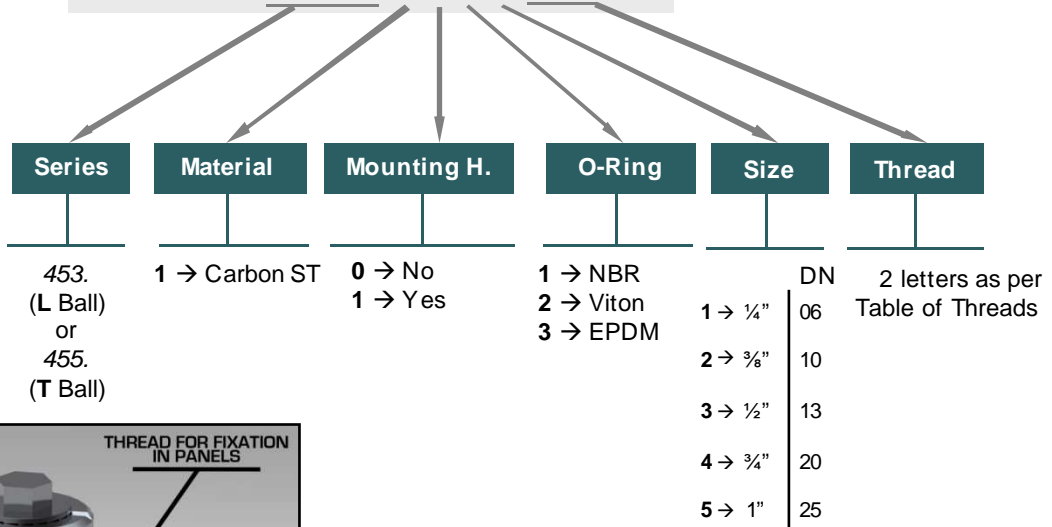 Series
Material
Mounting H.
O-Ring
Size
Thread
453.
(L Ball)
or
455.
(T Ball)
1 → Carbon ST
0 → No
1 → Yes
1 → NBR
2 → Viton
3 → EPDM
DN
1 → ¼” 06
2 → ⅜” 10
3 → ½” 13
4 → ¾” 20
5 → 1” 25
2 letters as per
Table of Threads
THREAD FOR FIXATION
IN PANELS